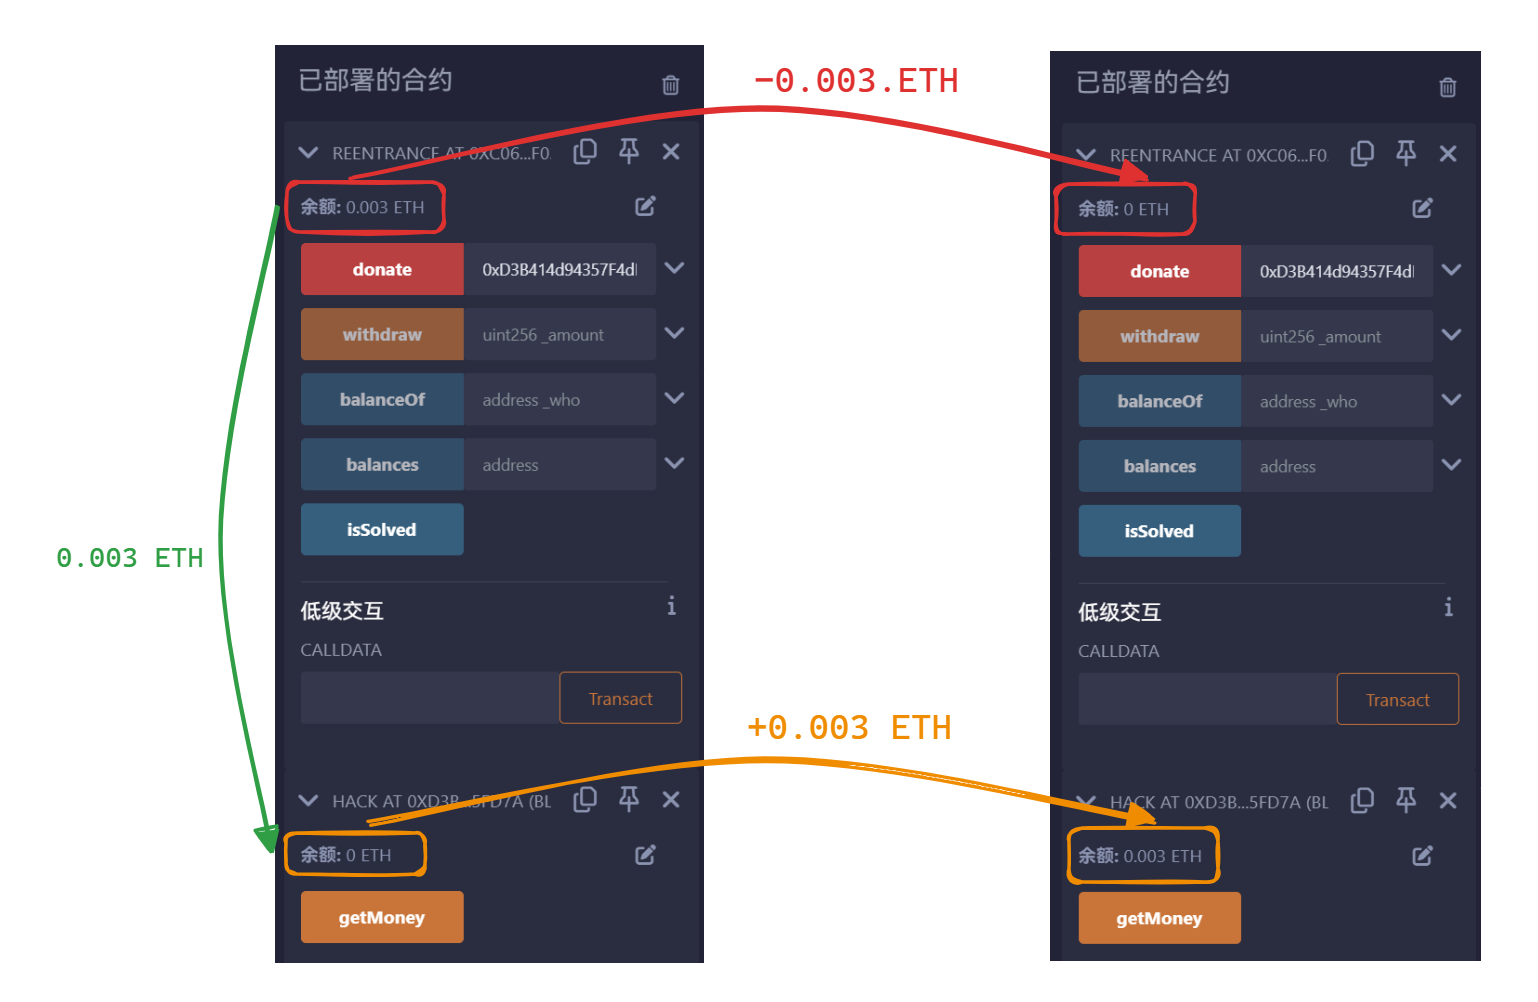 已部署的合约
REENTRANCE AT 0XC06...F0
余额: 0.003 ETH
donate 0xD3B414d94357F4d
withdraw uint256 _amount
balanceOf address _who
balances address
isSolved
低级交互
i
CALLDATA
Transact
HACK AT 0XD3B...5FD7A (BL
余额: 0 ETH
getMoney
0.003 ETH
−0.003.ETH
+0.003 ETH
已部署的合约
REENTRANCE AT 0XC06...F0
余额: 0 ETH
donate 0xD3B414d94357F4d
withdraw uint256 _amount
balanceOf address _who
balances address
isSolved
低级交互
i
CALLDATA
Transact
HACK AT 0XD3B...5FD7A (BL
余额: 0.003 ETH
getMoney